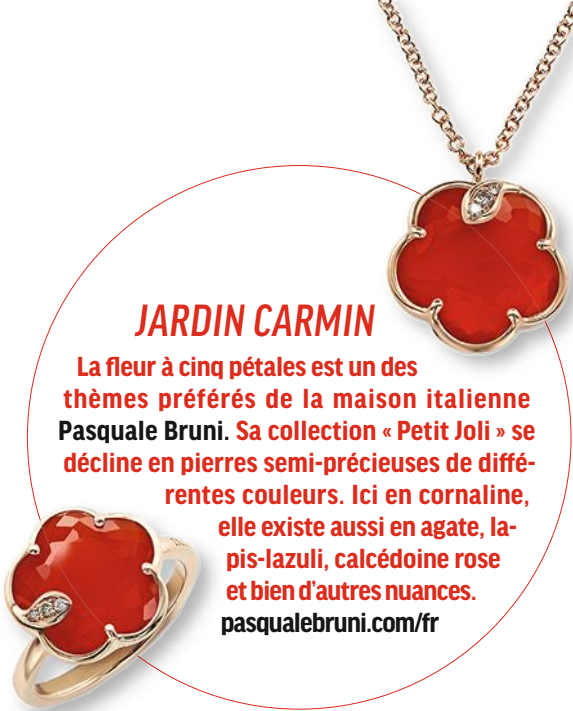 JARDIN CARMIN
La fleur à cinq pétales est un des
thèmes préférés de la maison italienne
Pasquale Bruni. Sa collection « Petit Joli » se
décline en pierres semi-précieuses de diffé-
rentes couleurs. Ici en cornaline,
elle existe aussi en agate, la-
pis-lazuli, calcédoine rose
et bien d'autres nuances.
pasqualebruni.com/fr